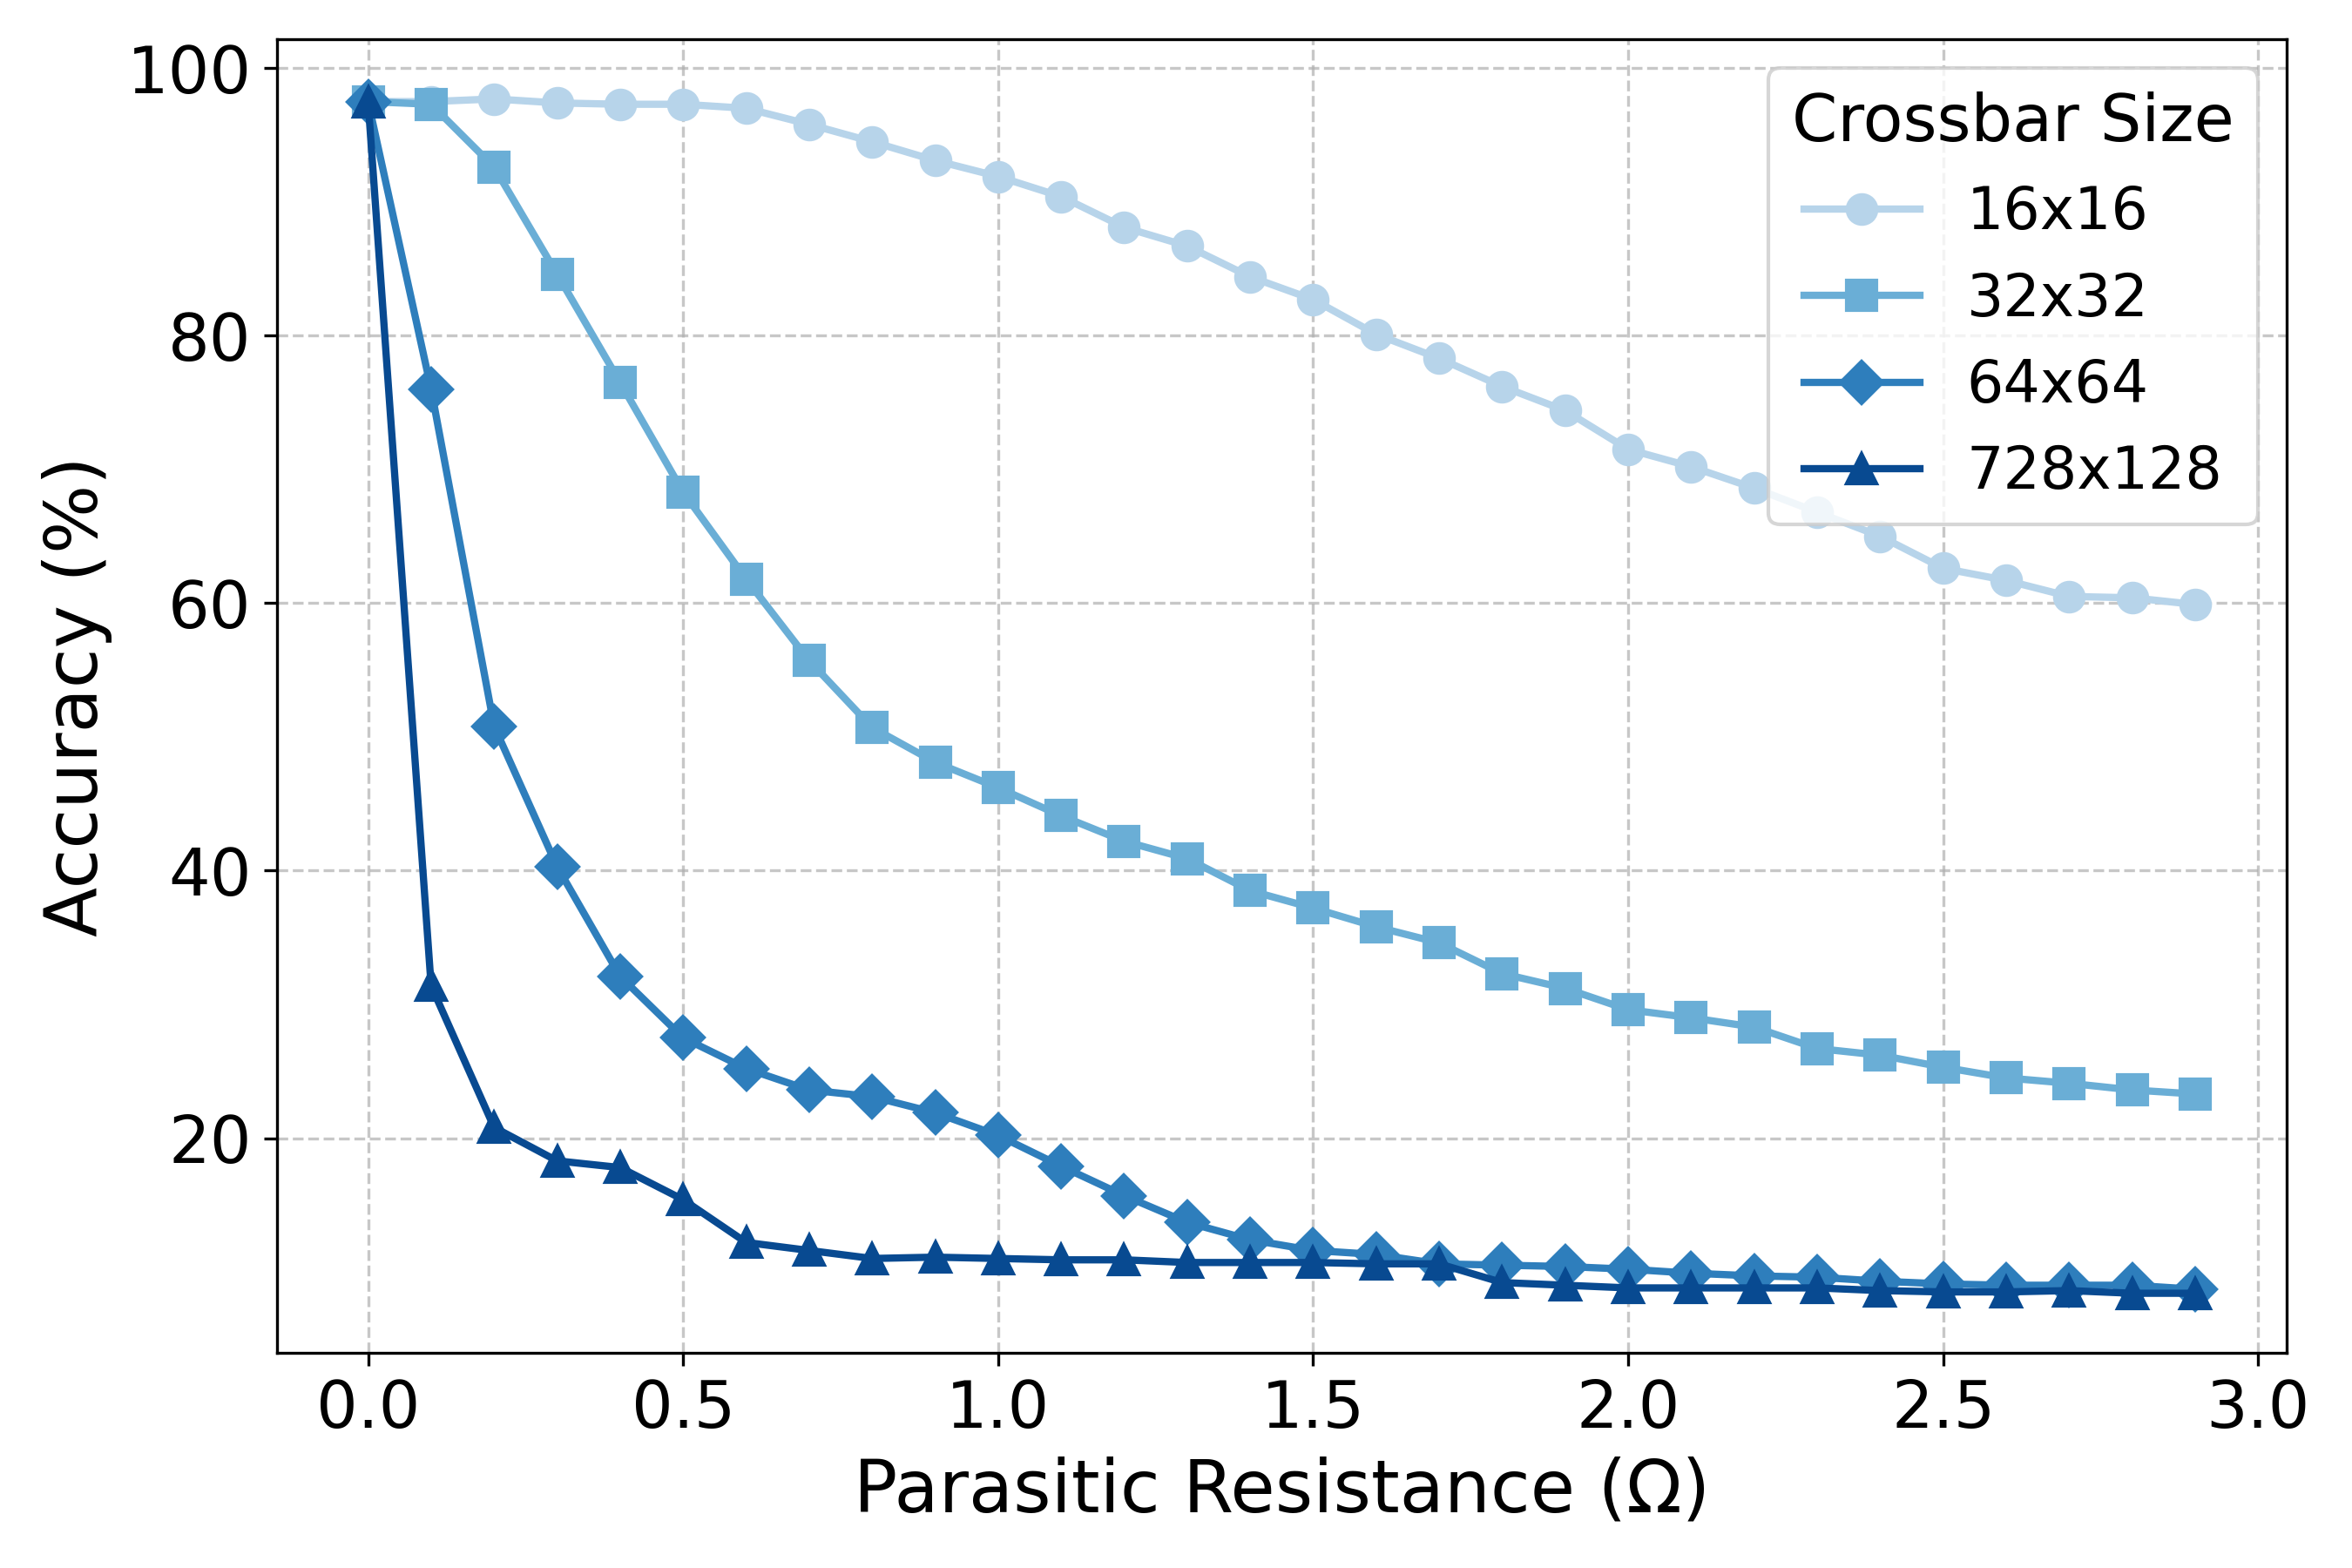 Accuracy (%)
100
80
60
40
20
Crossbar Size
16x16
32x32
64x64
728x128
0.0 0.5 1.0 1.5 2.0 2.5 3.0
Parasitic Resistance (Ω)